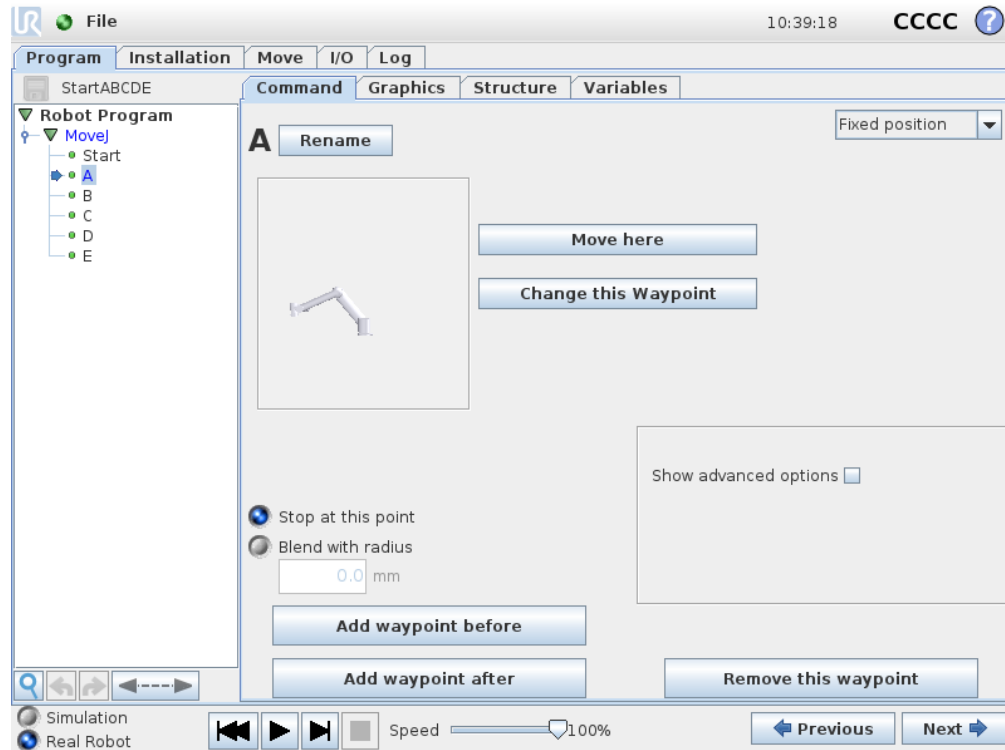 UR File 10:39:18 CCCC ?
Program Installation Move I/O Log
StartABCDE
Command Graphics Structure Variables
Robot Program
MoveJ
Start
A
B
C
D
E
A Rename
Fixed position
Move here
Change this Waypoint
Show advanced options
Stop at this point
Blend with radius
0.0 mm
Add waypoint before
Add waypoint after
Remove this waypoint
Simulation
Real Robot
Speed 100%
Previous
Next